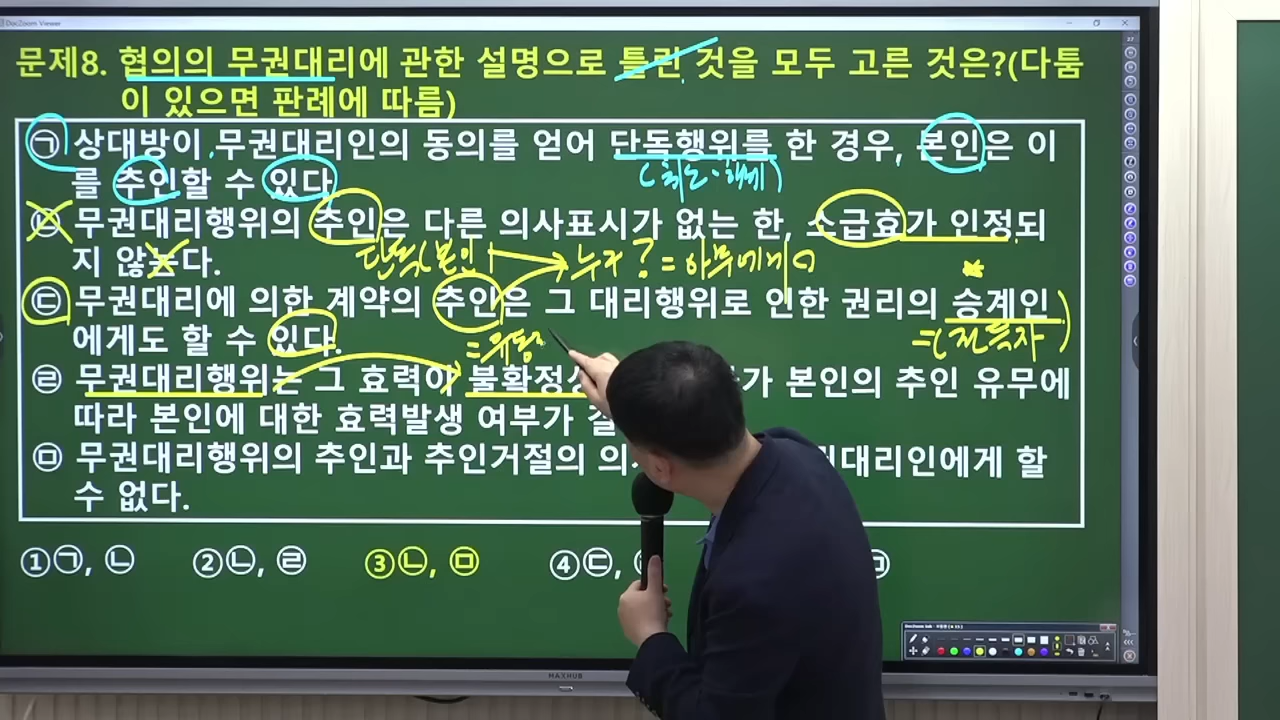 DocZoom Viewer
문제8. 협의의 무권대리에 관한 설명으로 틀린 것을 모두 고른 것은?(다툼
이 있으면 판례에 따름)
㉠ 상대방이 무권대리인의 동의를 얻어 단독행위를 한 경우, 본인은 이
를 추인할 수 있다
㉡ 무권대리행위의 추인은 다른 의사표시가 없는 한, 소급효가 인정되
지 않는다.
단독(본인 누구? = 아무에게
㉢ 무권대리에 의한 계약의 추인은 그 대리행위로 인한 권리의 승계인
에게도 할 수 있다.
㉣ 무권대리행위는 그 효력이 불확정 가 본인의 추인 유무에
따라 본인에 대한 효력발생 여부가
㉤ 무권대리행위의 추인과 추인거절의 대리인에게 할
수 없다.
①㉠, ㉡ ②㉡, ㉣ ③㉡, ㉤ ④㉢,
MAXHUB